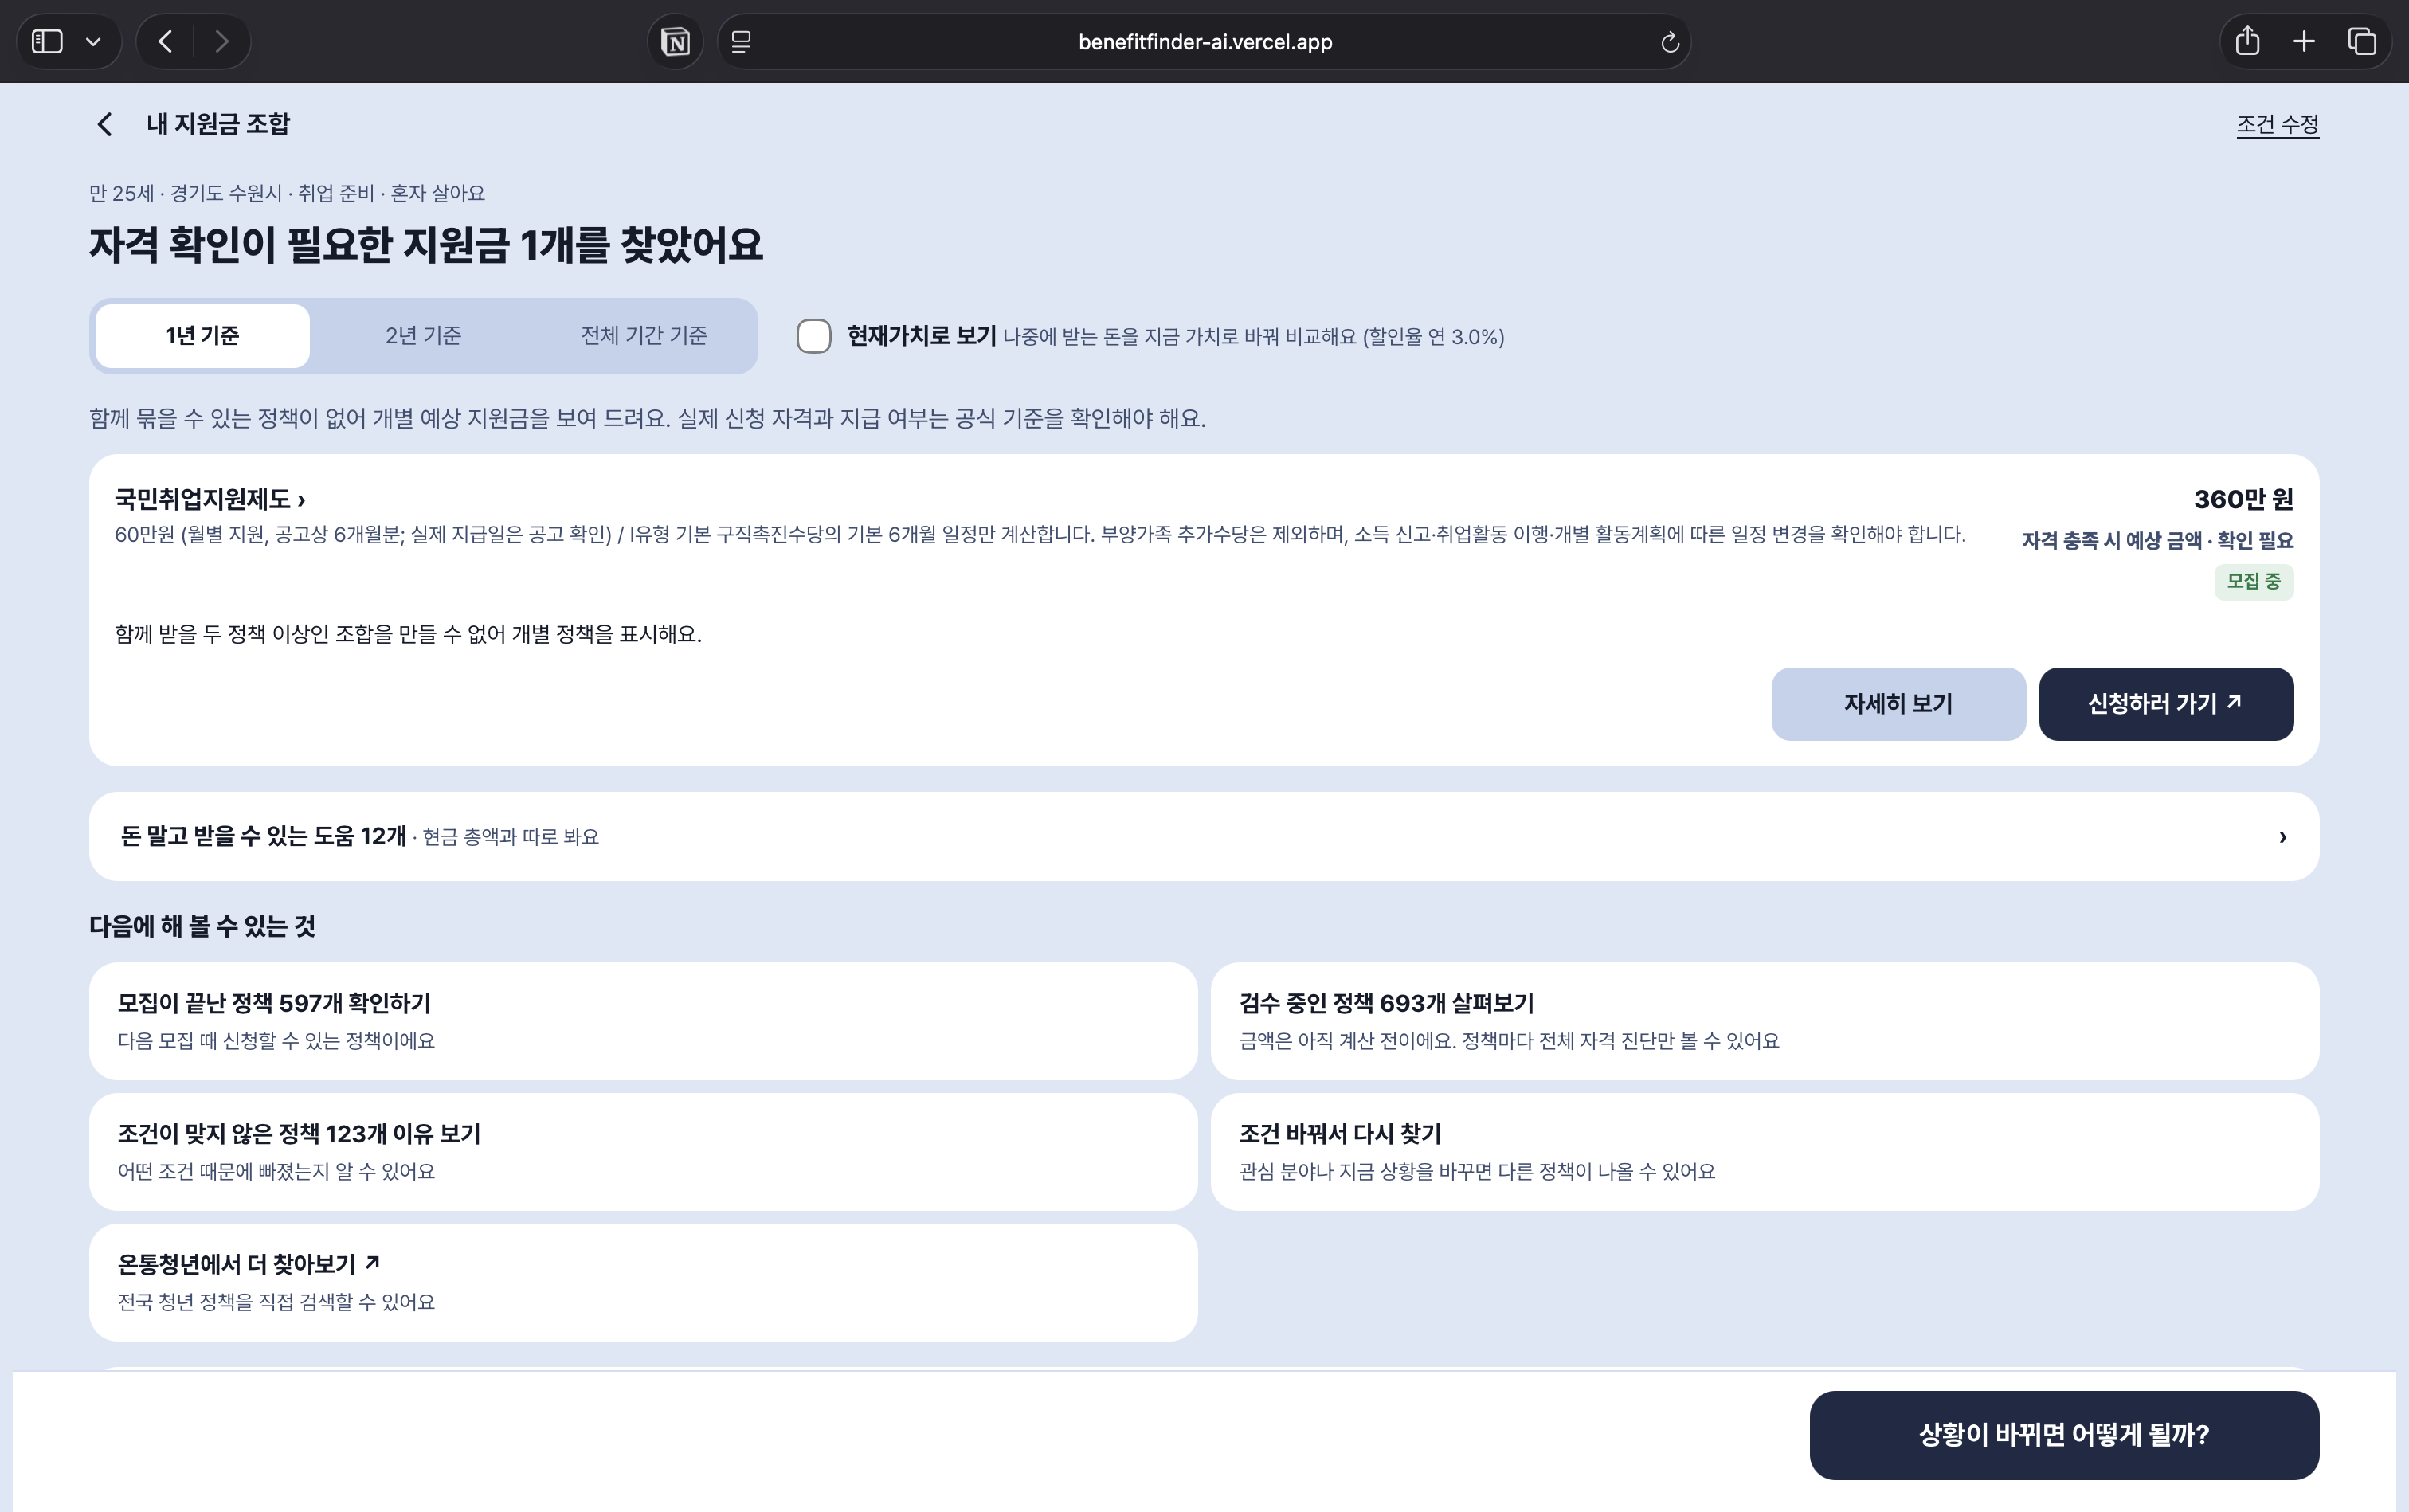 benefitfinder-ai.vercel.app
내 지원금 조합
조건 수정
만 25세 · 경기도 수원시 · 취업 준비 · 혼자 살아요
자격 확인이 필요한 지원금 1개를 찾았어요
1년 기준
2년 기준
전체 기간 기준
현재가치로 보기 나중에 받는 돈을 지금 가치로 바꿔 비교해요 (할인율 연 3.0%)
함께 묶을 수 있는 정책이 없어 개별 예상 지원금을 보여 드려요. 실제 신청 자격과 지급 여부는 공식 기준을 확인해야 해요.
국민취업지원제도 ›
360만 원
60만원 (월별 지원, 공고상 6개월분; 실제 지급일은 공고 확인) / I유형 기본 구직촉진수당의 기본 6개월 일정만 계산합니다. 부양가족 추가수당은 제외하며, 소득 신고·취업활동 이행·개별 활동계획에 따른 일정 변경을 확인해야 합니다.
자격 충족 시 예상 금액 · 확인 필요
모집 중
함께 받을 두 정책 이상인 조합을 만들 수 없어 개별 정책을 표시해요.
자세히 보기
신청하러 가기 ↗
돈 말고 받을 수 있는 도움 12개 · 현금 총액과 따로 봐요 ›
다음에 해 볼 수 있는 것
모집이 끝난 정책 597개 확인하기
다음 모집 때 신청할 수 있는 정책이에요
검수 중인 정책 693개 살펴보기
금액은 아직 계산 전이에요. 정책마다 전체 자격 진단만 볼 수 있어요
조건이 맞지 않은 정책 123개 이유 보기
어떤 조건 때문에 빠졌는지 알 수 있어요
조건 바꿔서 다시 찾기
관심 분야나 지금 상황을 바꾸면 다른 정책이 나올 수 있어요
온통청년에서 더 찾아보기 ↗
전국 청년 정책을 직접 검색할 수 있어요
상황이 바뀌면 어떻게 될까?